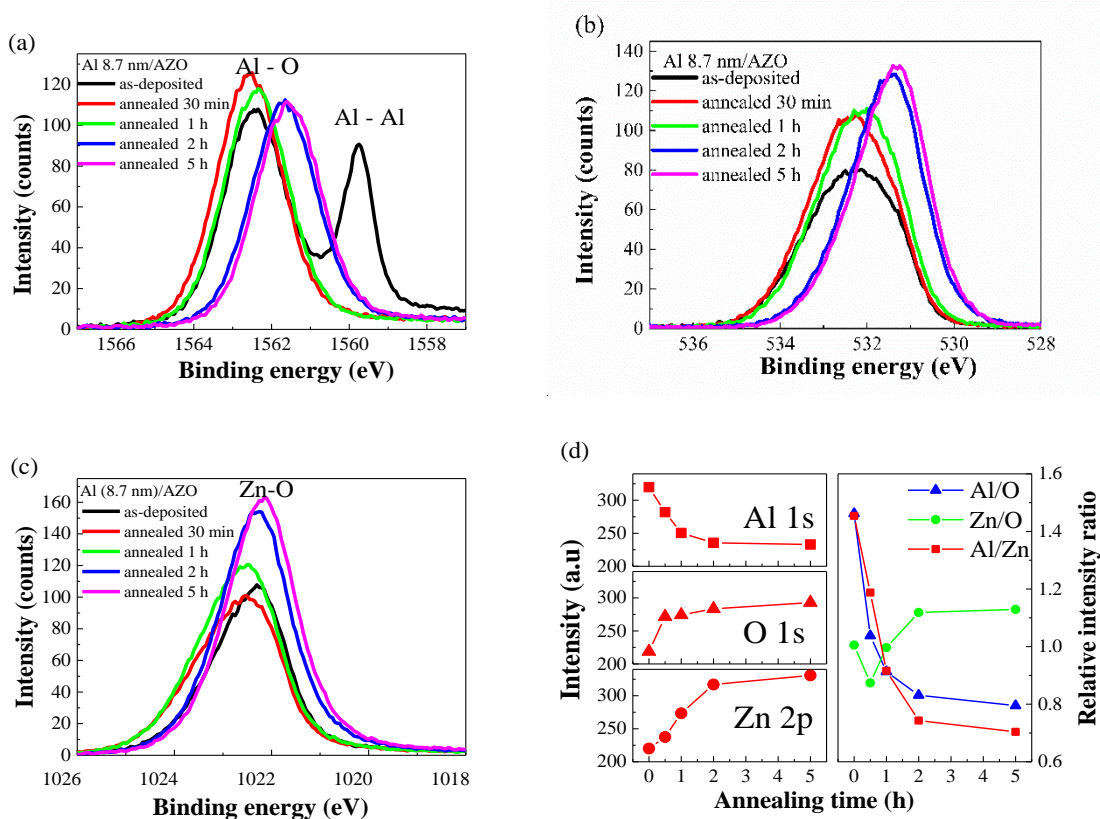 (a)
Al 8.7 nm/AZO
as-deposited
annealed 30 min
annealed 1 h
annealed 2 h
annealed 5 h
Al - O
Al - Al
Intensity (counts)
120
100
80
60
40
20
0
1566 1564 1562 1560 1558
Binding energy (eV)
(b)
Al 8.7 nm/AZO
as-deposited
annealed 30 min
annealed 1 h
annealed 2 h
annealed 5 h
Intensity (counts)
140
120
100
80
60
40
20
0
536 534 532 530 528
Binding energy (eV)
(c)
Al (8.7 nm)/AZO
as-deposited
annealed 30 min
annealed 1 h
annealed 2 h
annealed 5 h
Zn-O
Intensity (counts)
160
140
120
100
80
60
40
20
0
1026 1024 1022 1020 1018
Binding energy (eV)
(d)
Intensity (a.u)
300
250
200
Al 1s
300
250
200
O 1s
300
250
200
Zn 2p
0 1 2 3 4 5
Al/O
Zn/O
Al/Zn
0 1 2 3 4 5
1.6
1.4
1.2
1.0
0.8
0.6
Relative intensity ratio
Annealing time (h)